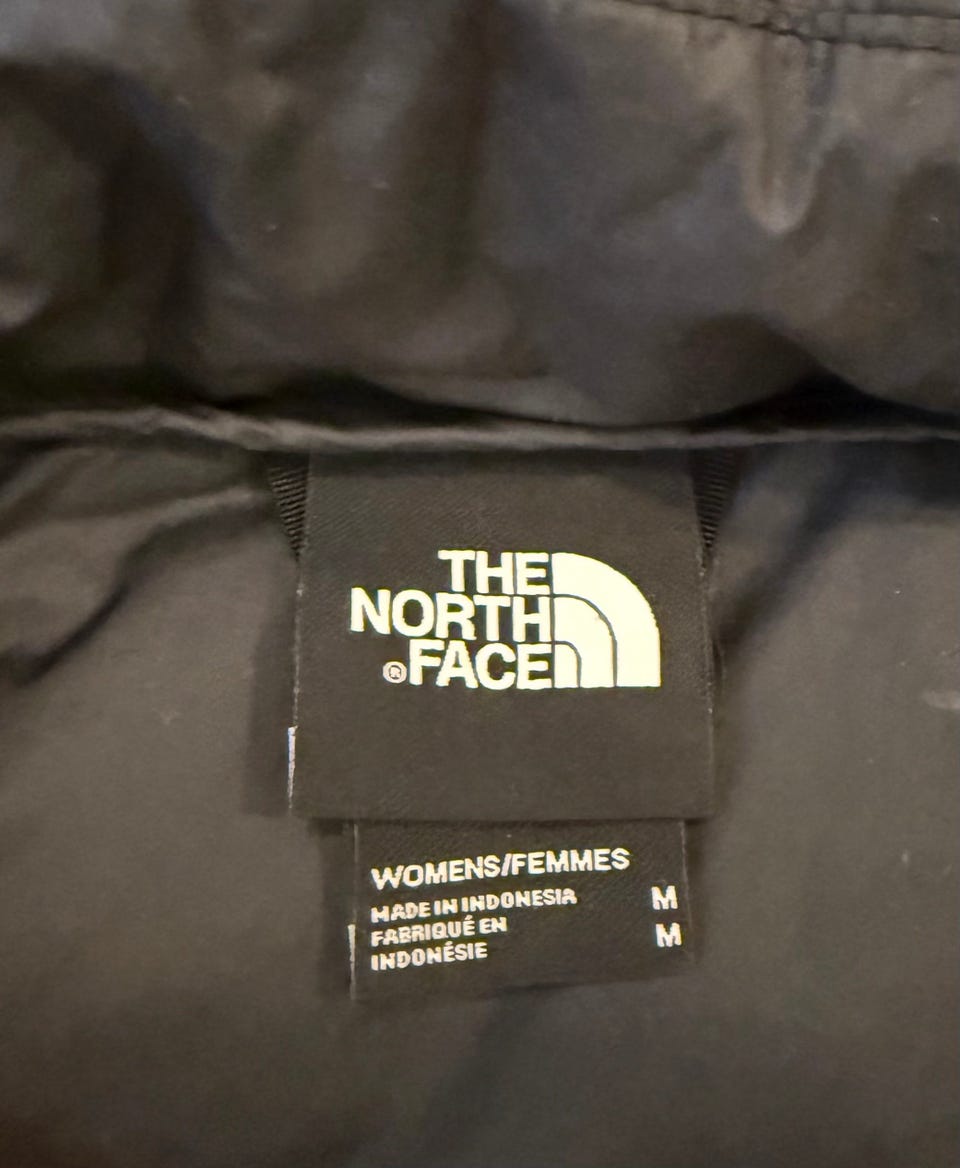 THE
NORTH
®FACE
WOMENS/FEMMES
MADE IN INDONESIA M
FABRIQUÉ EN M
INDONÉSIE